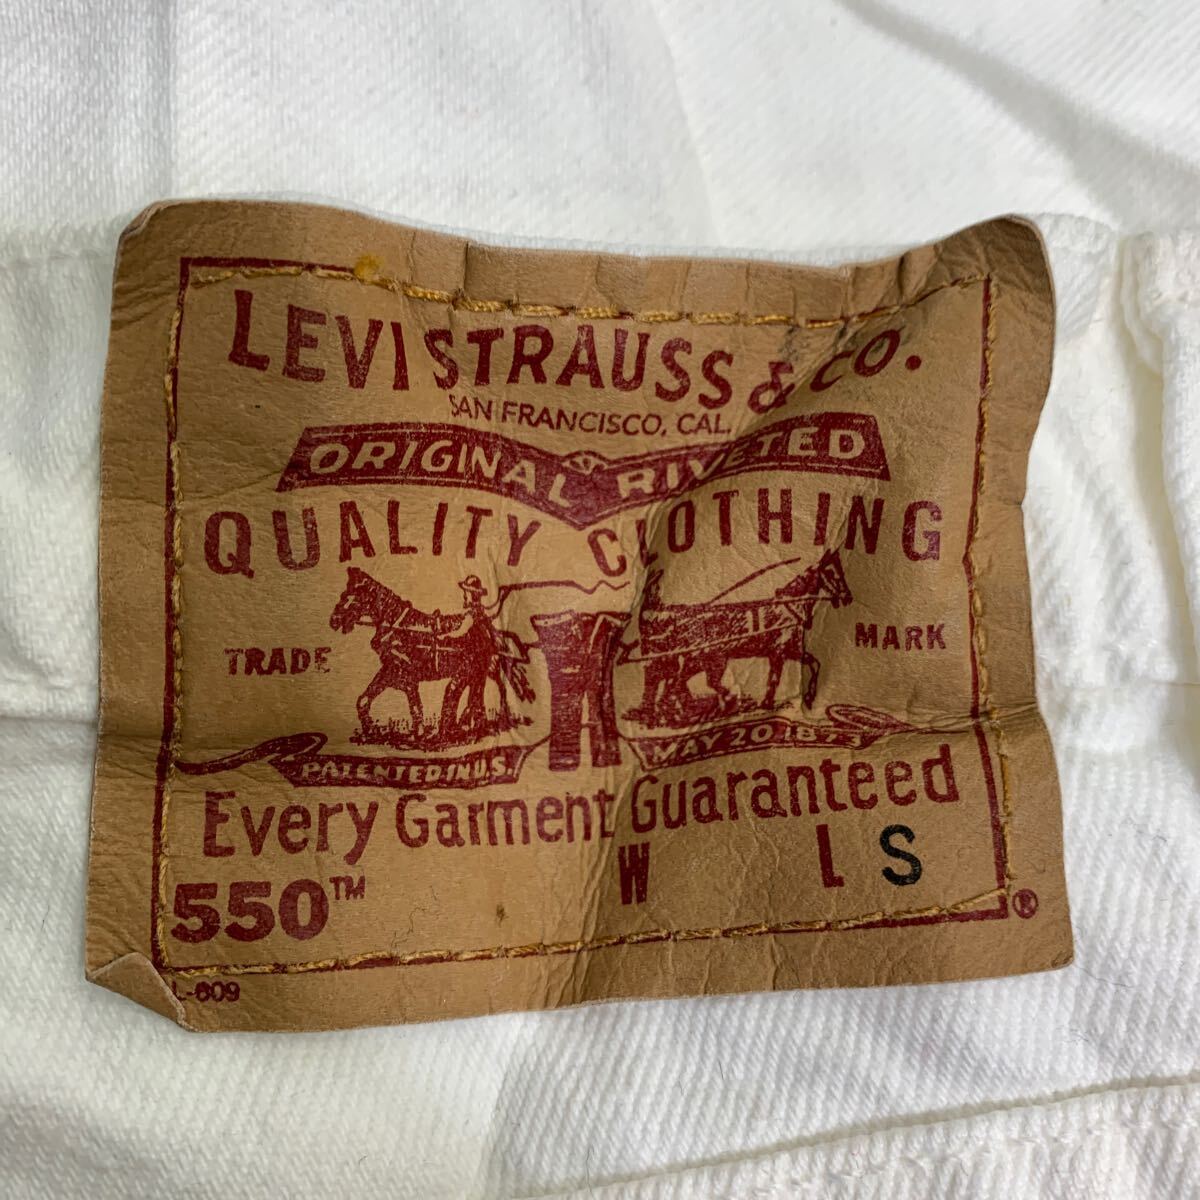 LEVI STRAUSS & CO.
SAN FRANCISCO, CAL.
ORIGINAL RIVETED
QUALITY CLOTHING
TRADE MARK
PATENTED IN U.S. MAY 20 1873
Every Garment Guaranteed
W L S
550™
®
L-609